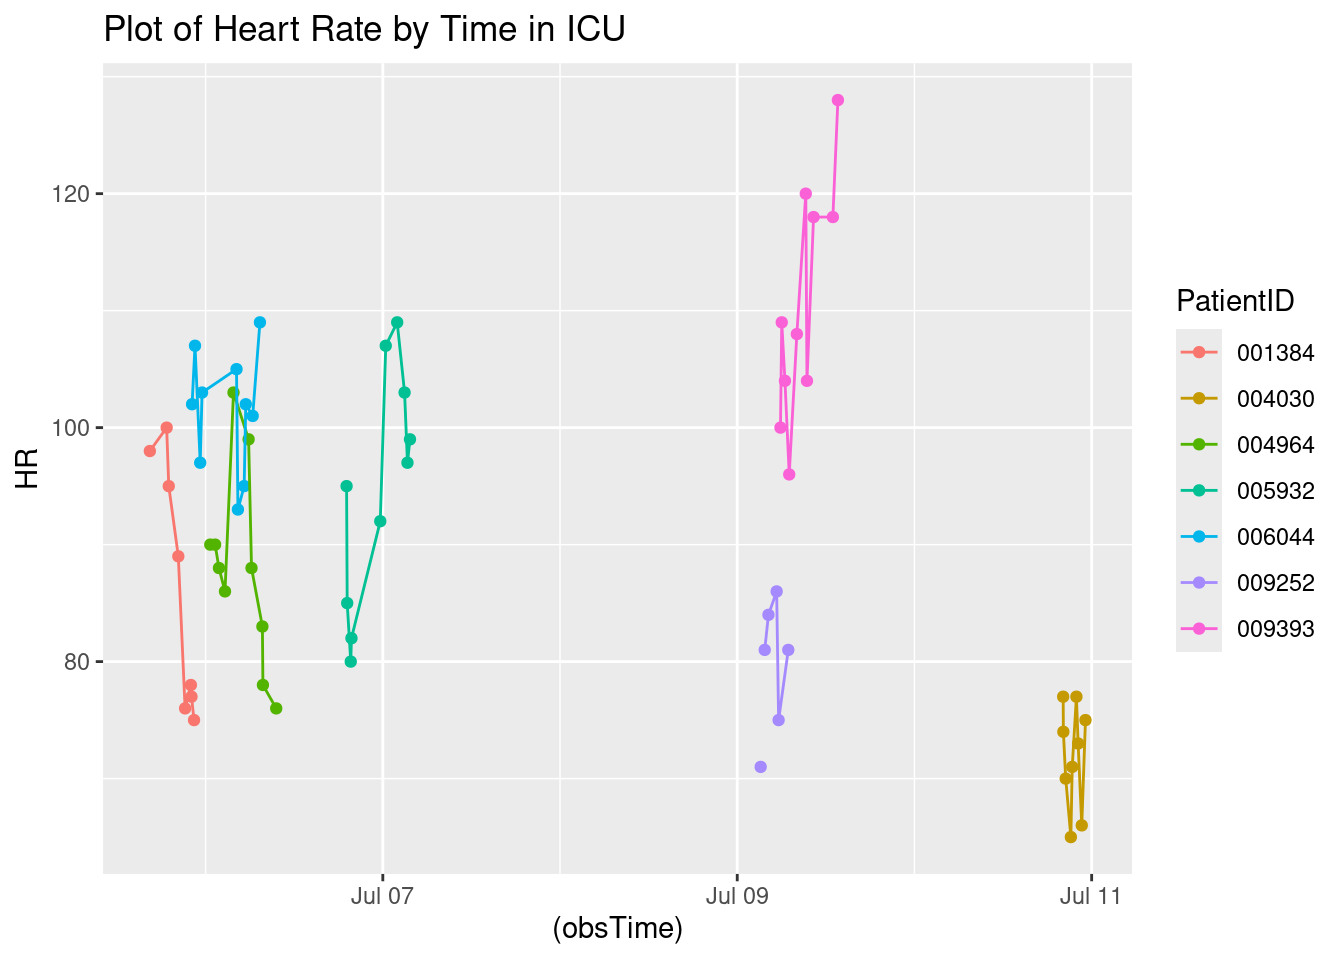 Plot of Heart Rate by Time in ICU
120
100
80
HR
Jul 07
Jul 09
Jul 11
(obsTime)
PatientID
001384
004030
004964
005932
006044
009252
009393